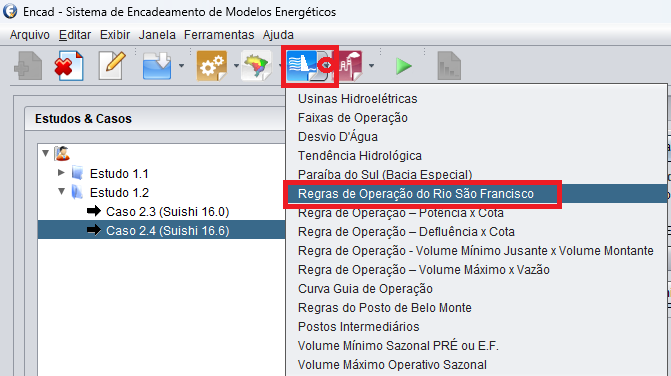 Encad - Sistema de Encadeamento de Modelos Energéticos
Arquivo Editar Exibir Janela Ferramentas Ajuda
Estudos & Casos
Estudo 1.1
Estudo 1.2
Caso 2.3 (Suishi 16.0)
Caso 2.4 (Suishi 16.6)
Usinas Hidroelétricas
Faixas de Operação
Desvio D'Água
Tendência Hidrológica
Paraíba do Sul (Bacia Especial)
Regras de Operação do Rio São Francisco
Regra de Operação – Potência x Cota
Regra de Operação – Defluência x Cota
Regra de Operação - Volume Mínimo Jusante x Volume Montante
Regra de Operação – Volume Máximo x Vazão
Curva Guia de Operação
Regras do Posto de Belo Monte
Postos Intermediários
Volume Mínimo Sazonal PRÉ ou E.F.
Volume Máximo Operativo Sazonal